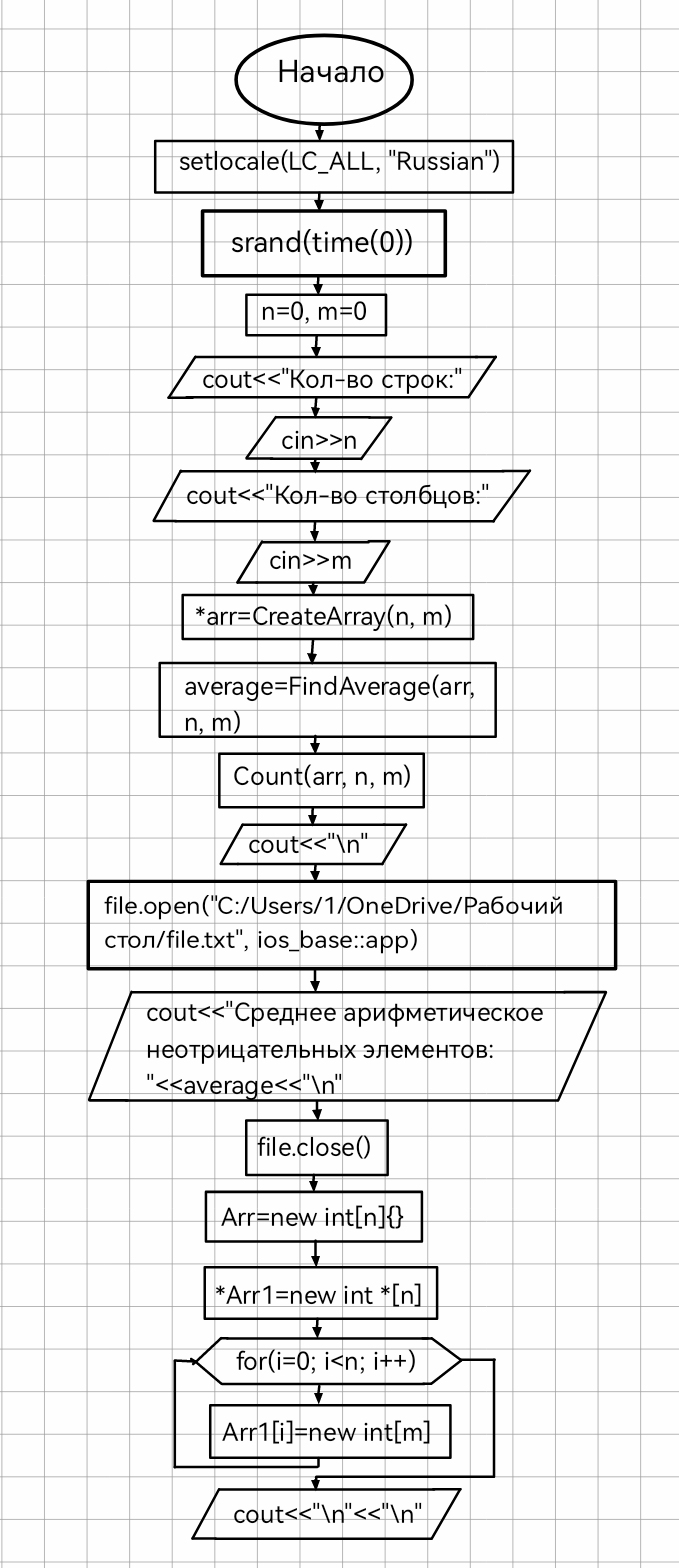 Начало
setlocale(LC_ALL, "Russian")
srand(time(0))
n=0, m=0
cout<<"Кол-во строк:"
cin>>n
cout<<"Кол-во столбцов:"
cin>>m
*arr=CreateArray(n, m)
average=FindAverage(arr,
n, m)
Count(arr, n, m)
cout<<"\n"
file.open("C:/Users/1/OneDrive/Рабочий
стол/file.txt", ios_base::app)
cout<<"Среднее арифметическое
неотрицательных элементов:
"<<average<<"\n"
file.close()
Arr=new int[n]{}
*Arr1=new int *[n]
for(i=0; i<n; i++)
Arr1[i]=new int[m]
cout<<"\n"<<"\n"